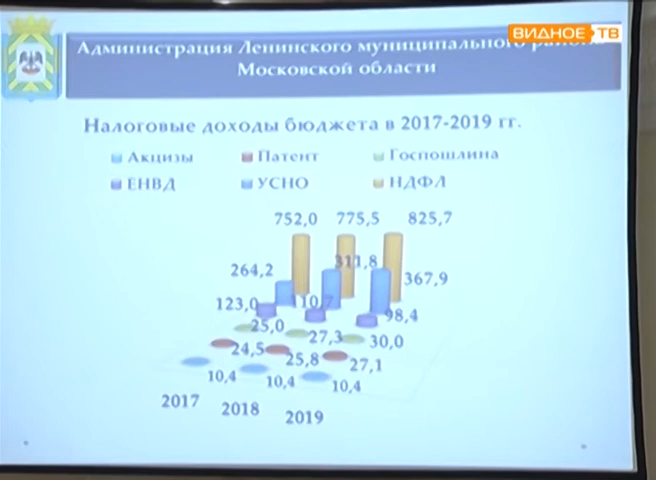 ВИДНОЕ ТВ
Администрация Ленинского муниципального
Московской области
Налоговые доходы бюджета в 2017-2019 гг.
Акцизы Патент Госпошлина
ЕНВД УСНО НДФЛ
752,0 775,5 825,7
264,2 311,8 367,9
123,0 110,7 98,4
25,0 27,3 30,0
24,5 25,8 27,1
10,4 10,4 10,4
2017 2018 2019